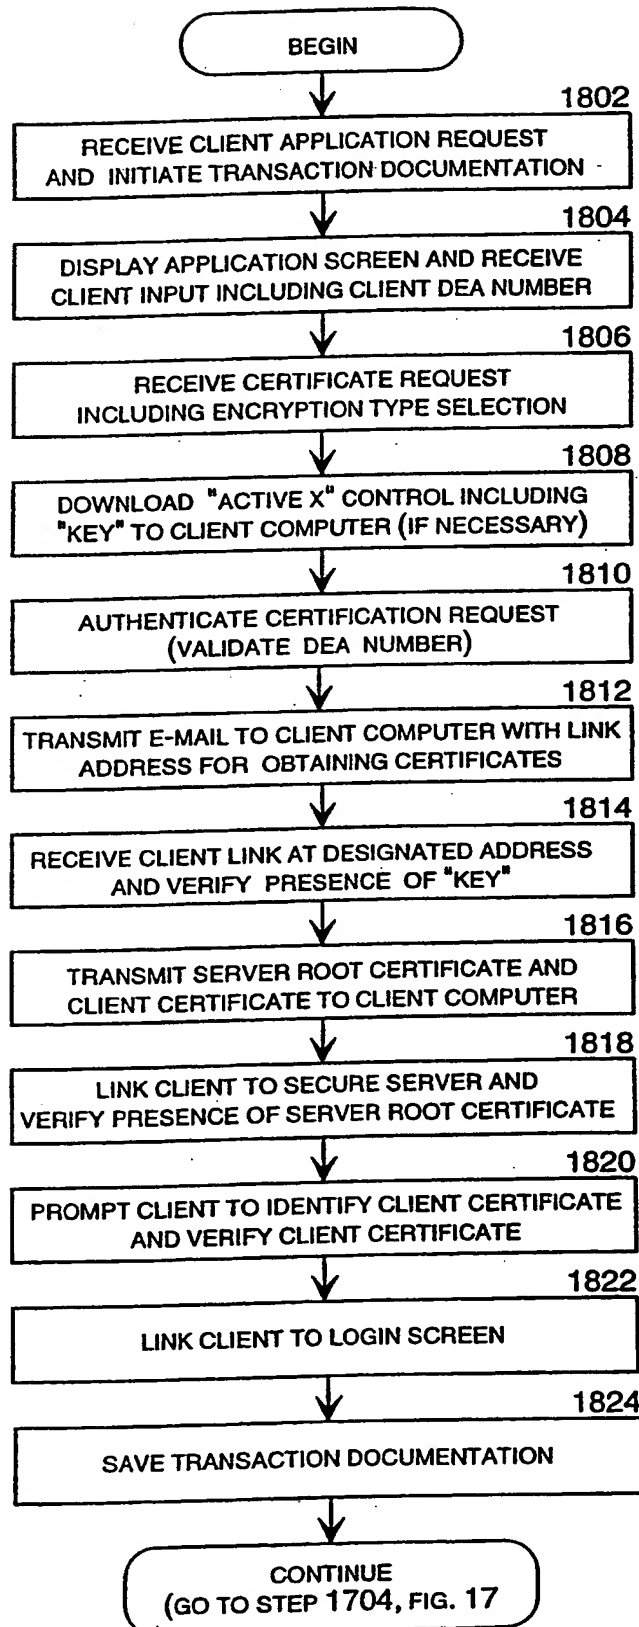 BEGIN
1802
RECEIVE CLIENT APPLICATION REQUEST
AND INITIATE TRANSACTION DOCUMENTATION
1804
DISPLAY APPLICATION SCREEN AND RECEIVE
CLIENT INPUT INCLUDING CLIENT DEA NUMBER
1806
RECEIVE CERTIFICATE REQUEST
INCLUDING ENCRYPTION TYPE SELECTION
1808
DOWNLOAD "ACTIVE X" CONTROL INCLUDING
"KEY" TO CLIENT COMPUTER (IF NECESSARY)
1810
AUTHENTICATE CERTIFICATION REQUEST
(VALIDATE DEA NUMBER)
1812
TRANSMIT E-MAIL TO CLIENT COMPUTER WITH LINK
ADDRESS FOR OBTAINING CERTIFICATES
1814
RECEIVE CLIENT LINK AT DESIGNATED ADDRESS
AND VERIFY PRESENCE OF "KEY"
1816
TRANSMIT SERVER ROOT CERTIFICATE AND
CLIENT CERTIFICATE TO CLIENT COMPUTER
1818
LINK CLIENT TO SECURE SERVER AND
VERIFY PRESENCE OF SERVER ROOT CERTIFICATE
1820
PROMPT CLIENT TO IDENTIFY CLIENT CERTIFICATE
AND VERIFY CLIENT CERTIFICATE
1822
LINK CLIENT TO LOGIN SCREEN
1824
SAVE TRANSACTION DOCUMENTATION
CONTINUE
(GO TO STEP 1704, FIG. 17